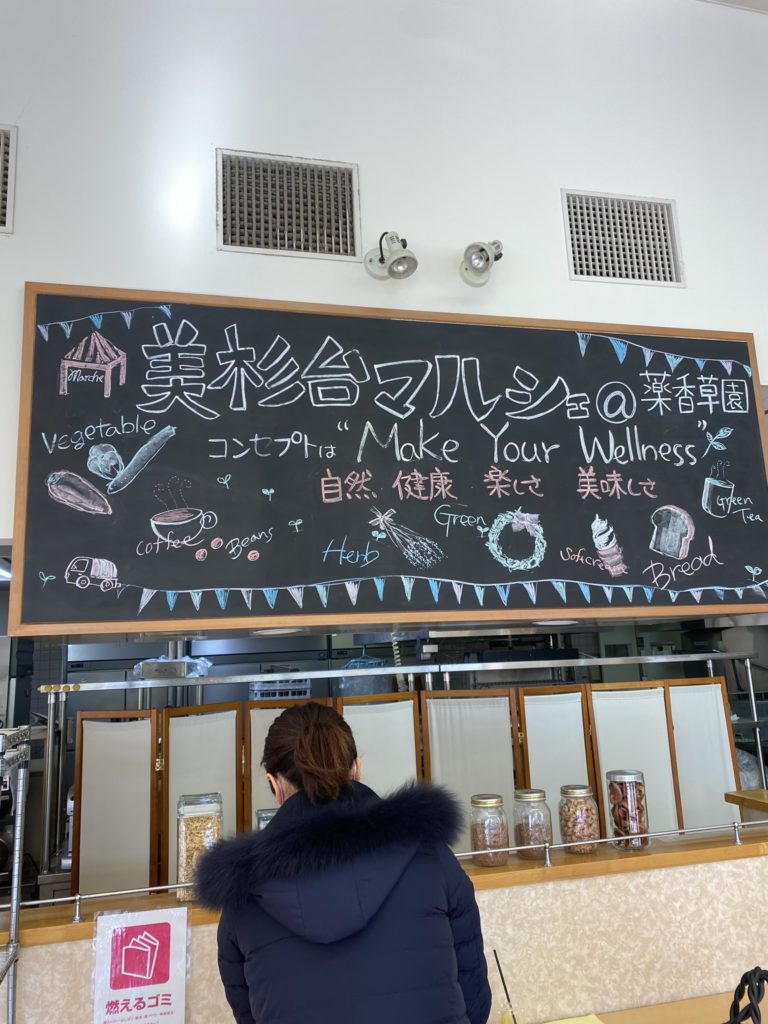 美杉台マルシェ@薬香草園
Marche
コンセプトは "Make Your Wellness"
Vegetable
自然 健康 楽しさ 美味しさ
Coffee
Beans
Herb
Green
Softcream
Bread
Green
Tea
燃えるゴミ